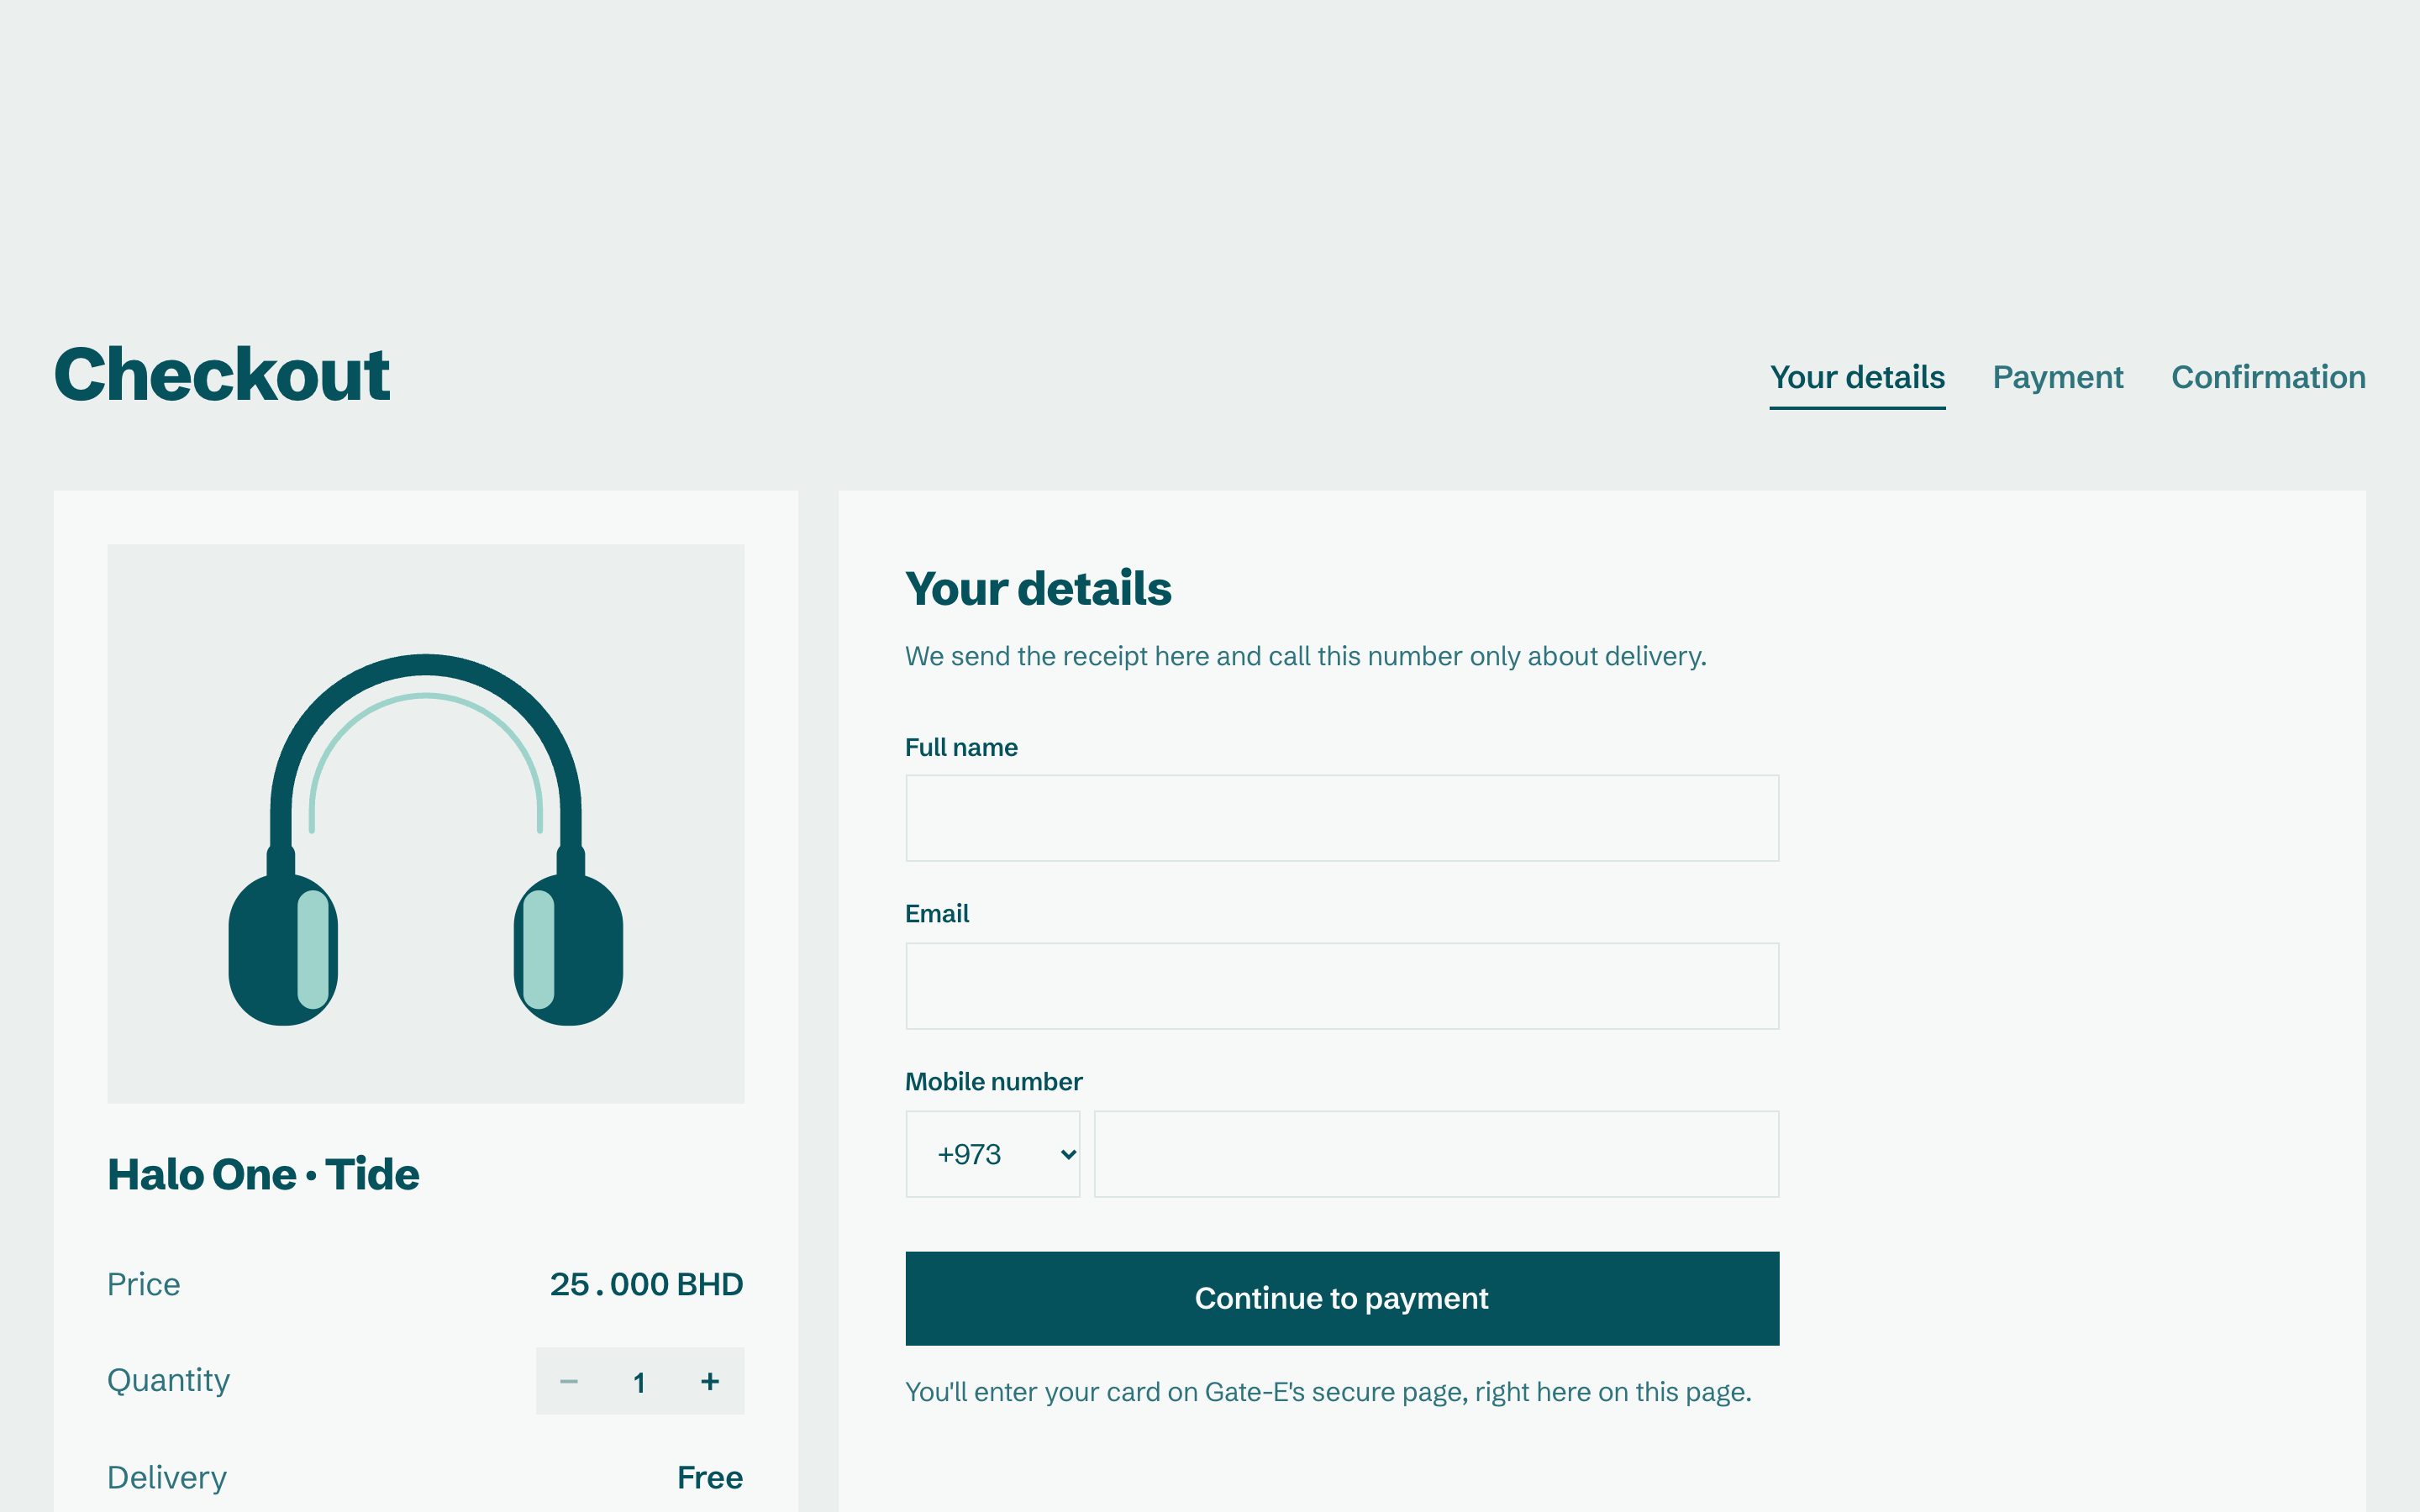 Checkout
Your details Payment Confirmation
Halo One • Tide
Price 25.000 BHD
Quantity − 1 +
Delivery Free
Your details
We send the receipt here and call this number only about delivery.
Full name
Email
Mobile number
+973
Continue to payment
You'll enter your card on Gate-E's secure page, right here on this page.